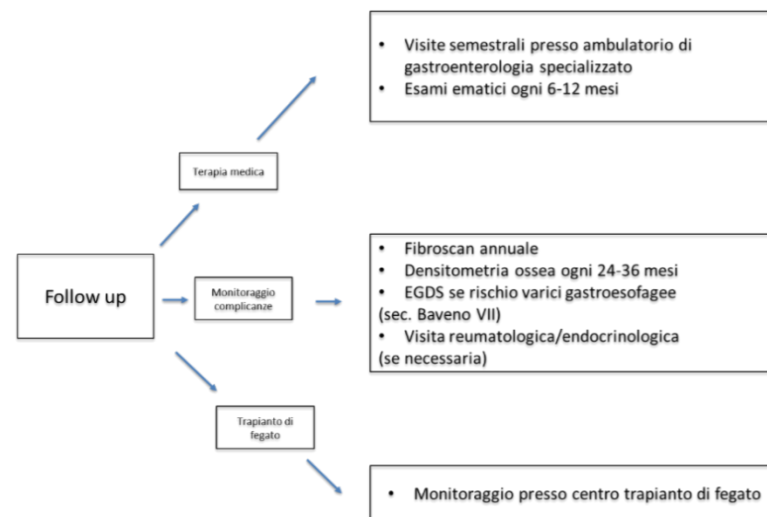 • Visite semestrali presso ambulatorio di
gastroenterologia specializzato
• Esami ematici ogni 6-12 mesi
Terapia medica
Follow up
Monitoraggio
complicanze
• Fibroscan annuale
• Densitometria ossea ogni 24-36 mesi
• EGDS se rischio varici gastroesofagee
(sec. Baveno VII)
• Visita reumatologica/endocrinologica
(se necessaria)
Trapianto di
fegato
• Monitoraggio presso centro trapianto di fegato